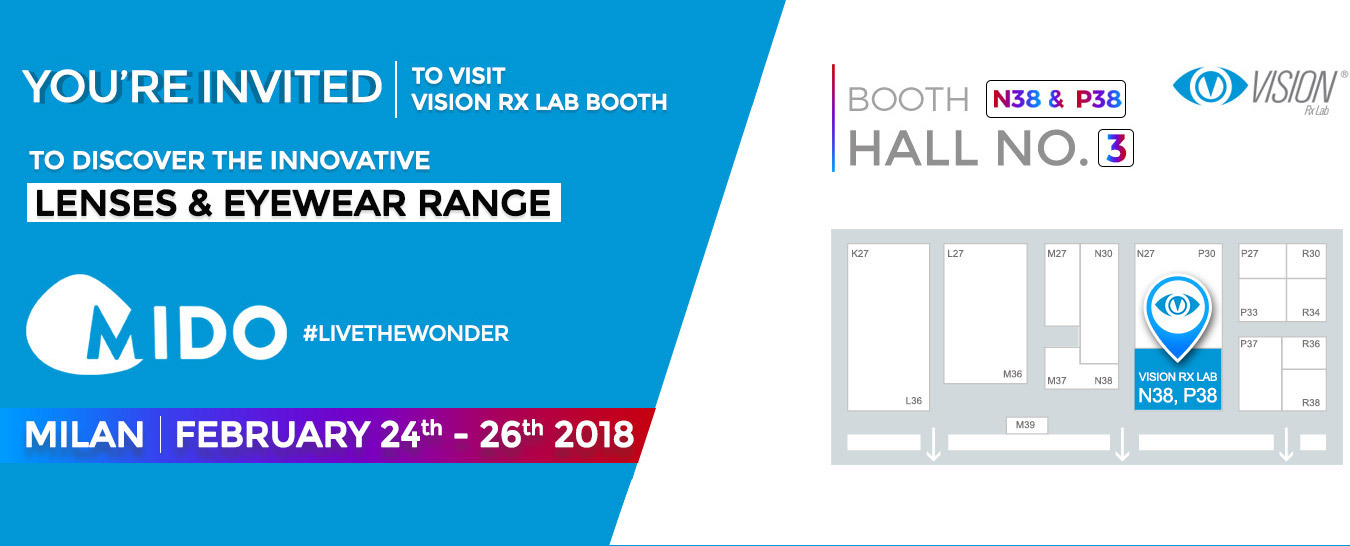 YOU'RE INVITED
TO VISIT
VISION RX LAB BOOTH
TO DISCOVER THE INNOVATIVE
LENSES & EYEWEAR RANGE
MIDO
#LIVETHEWONDER
MILAN | FEBRUARY 24th - 26th 2018
BOOTH N38 & P38
HALL NO. 3
VISION®
Rx Lab
K27
L36
L27
M36
M27
N30
M37
N38
M39
N27
P30
VISION RX LAB
N38, P38
P27
R30
P33
R34
P37
R36
R38